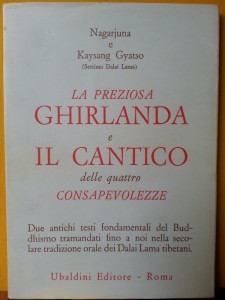 Nagarjuna
e
Kaysang Gyatso
(Settimo Dalai Lama)
LA PREZIOSA
GHIRLANDA
e
IL CANTICO
delle quattro
CONSAPEVOLEZZE
Due antichi testi fondamentali del Bud-
dhismo tramandati fino a noi nella seco-
lare tradizione orale dei Dalai Lama tibetani.
Ubaldini Editore - Roma